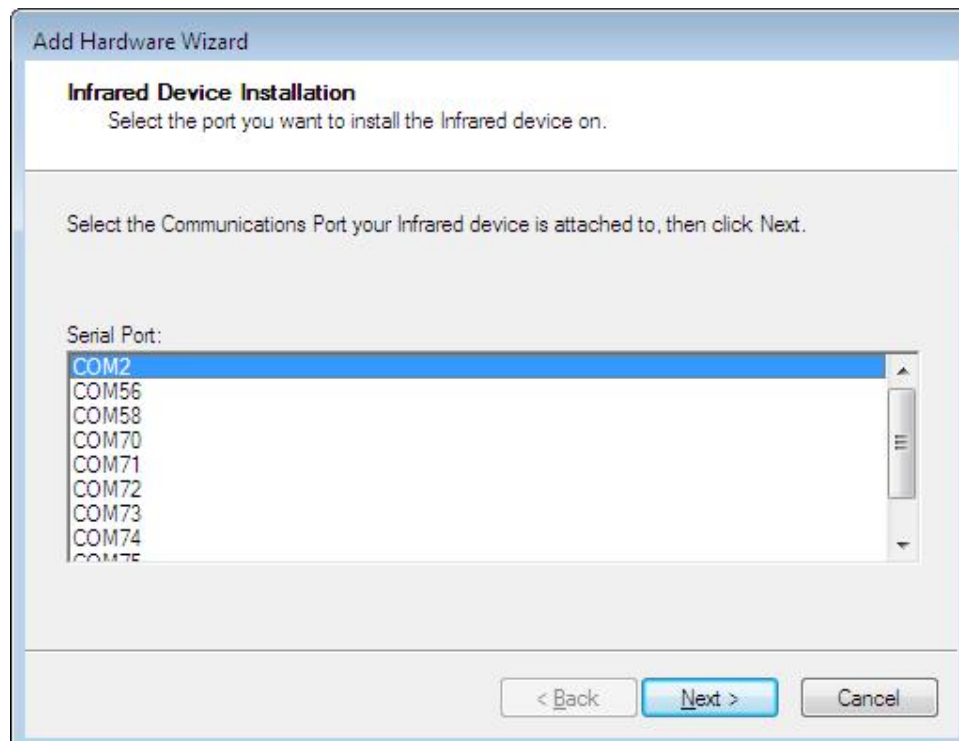 Add Hardware Wizard
Infrared Device Installation
Select the port you want to install the Infrared device on.
Select the Communications Port your Infrared device is attached to, then click Next.
Serial Port:
COM2
COM56
COM58
COM70
COM71
COM72
COM73
COM74
COM75
< Back
Next >
Cancel